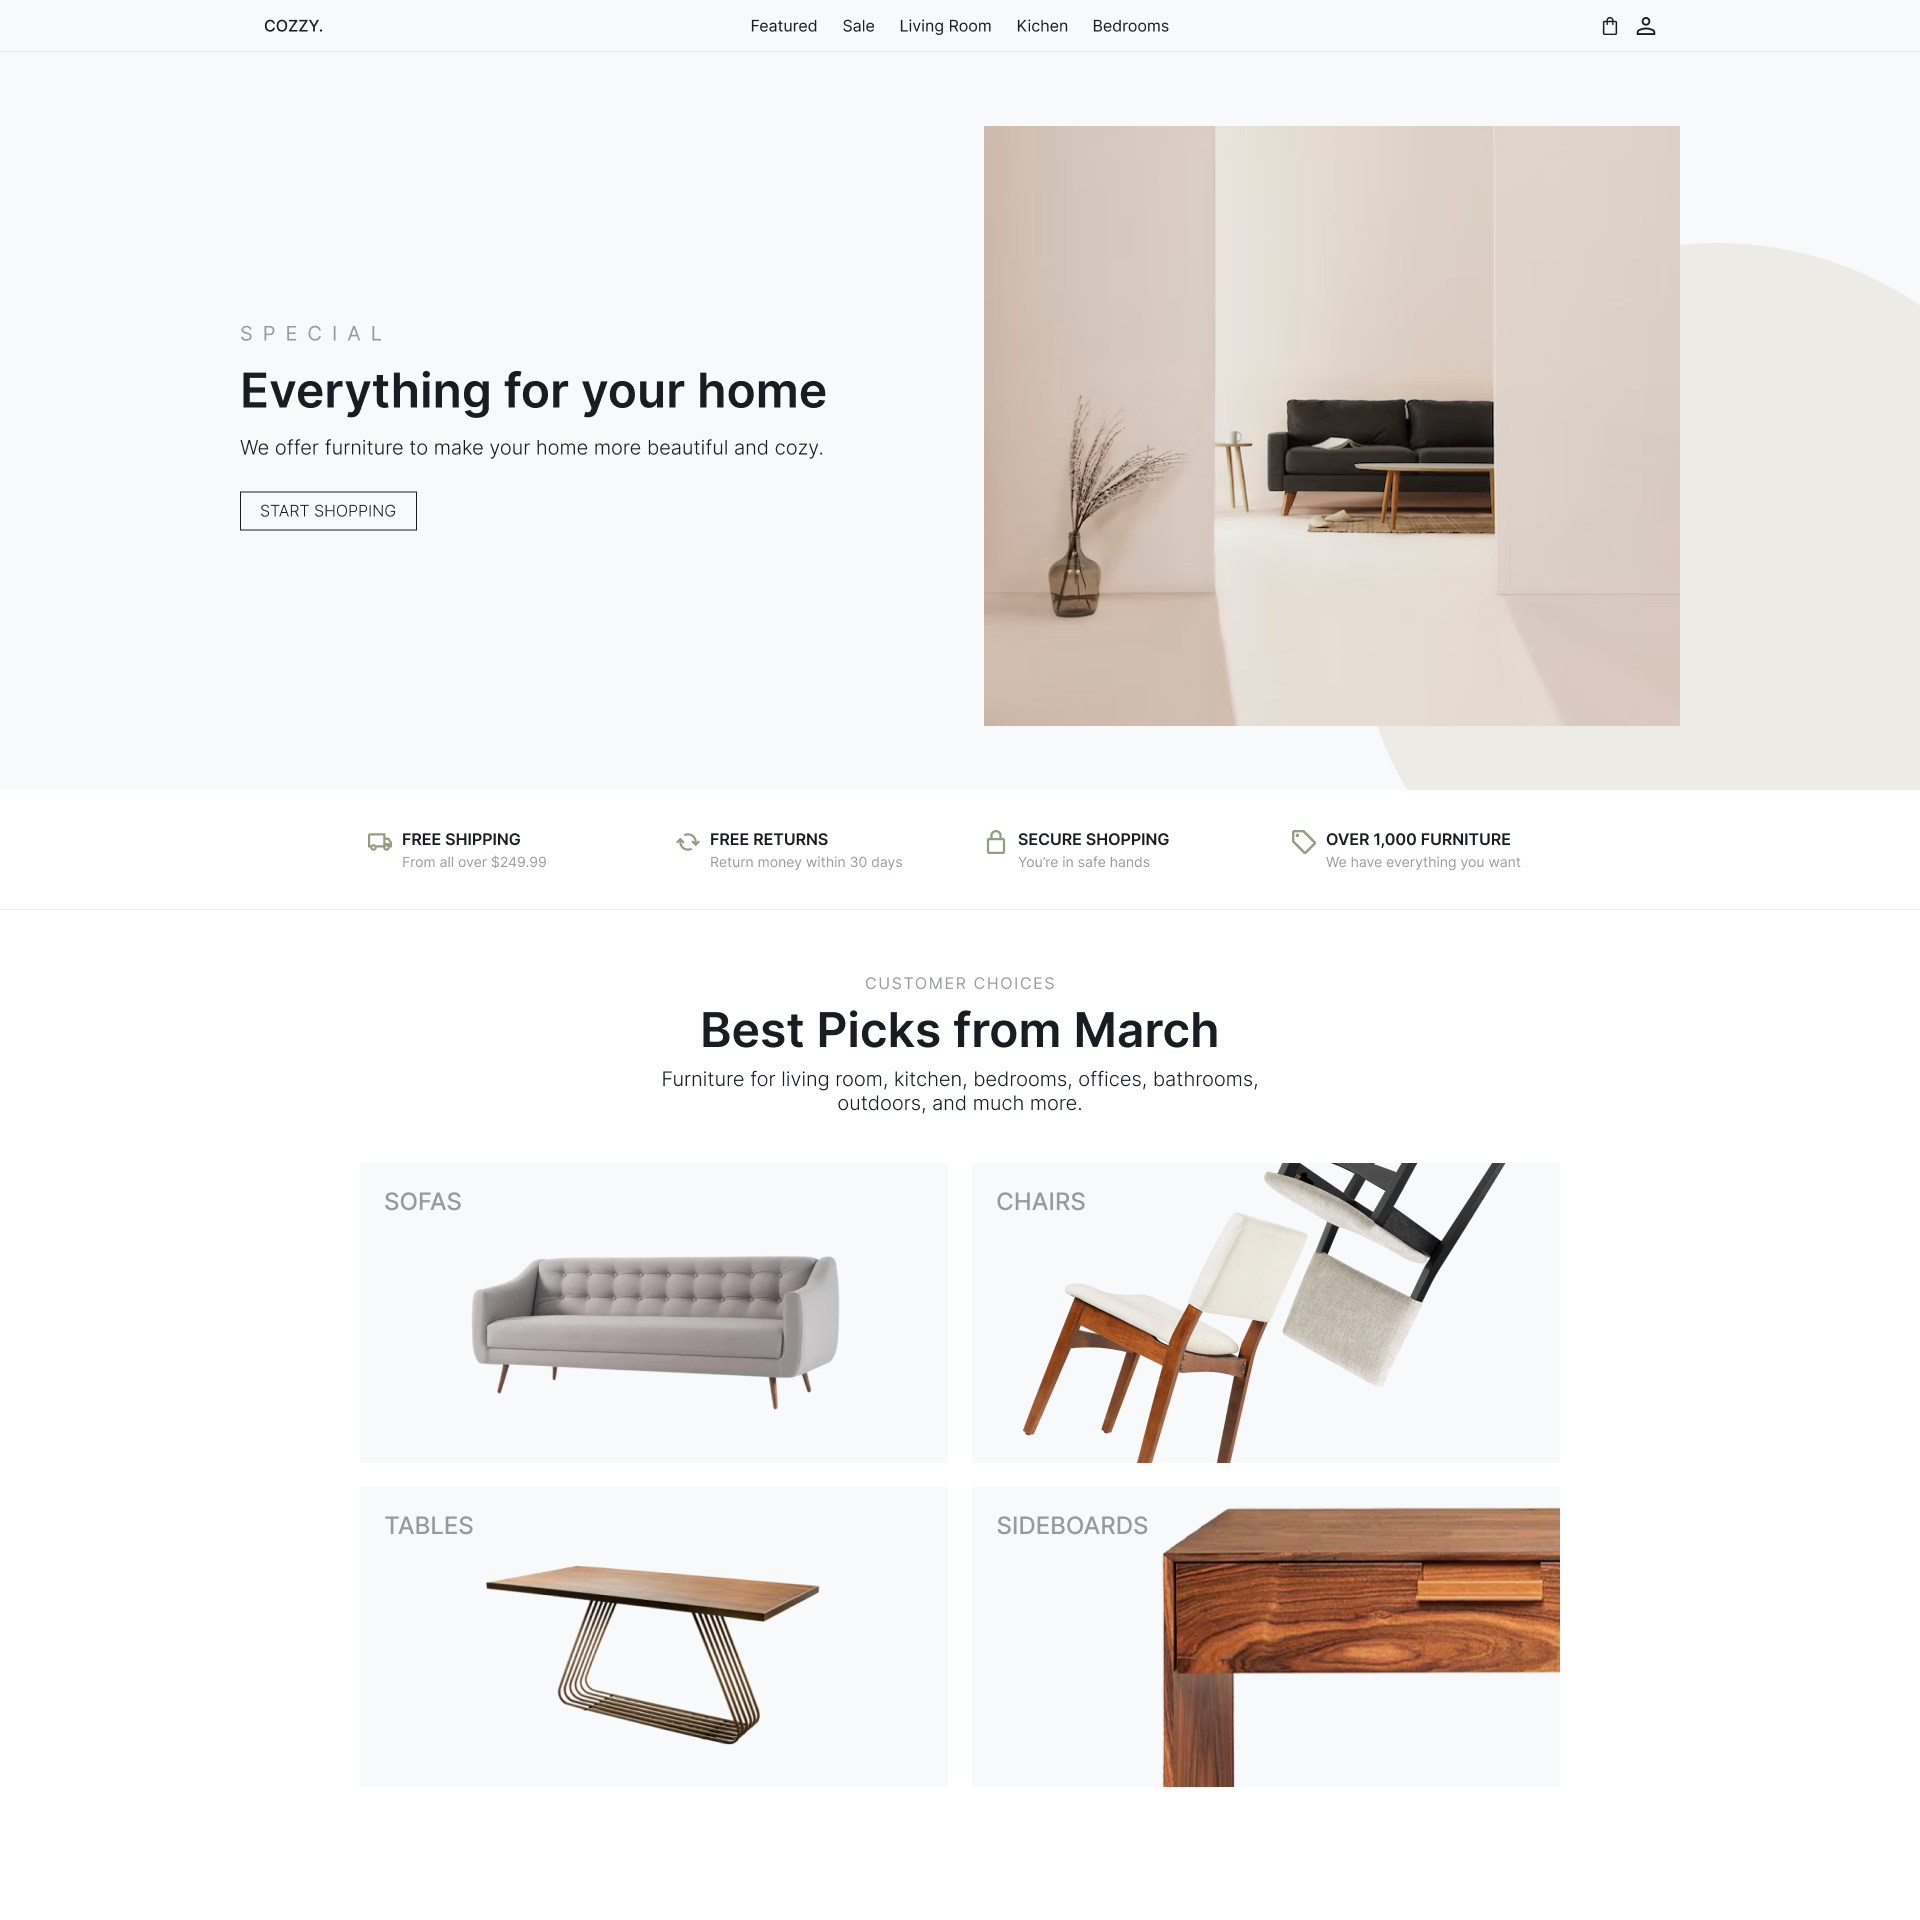 COZZY.
Featured Sale Living Room Kichen Bedrooms
SPECIAL
Everything for your home
We offer furniture to make your home more beautiful and cozy.
START SHOPPING
FREE SHIPPING
From all over $249.99
FREE RETURNS
Return money within 30 days
SECURE SHOPPING
You're in safe hands
OVER 1,000 FURNITURE
We have everything you want
CUSTOMER CHOICES
Best Picks from March
Furniture for living room, kitchen, bedrooms, offices, bathrooms,
outdoors, and much more.
SOFAS
CHAIRS
TABLES
SIDEBOARDS